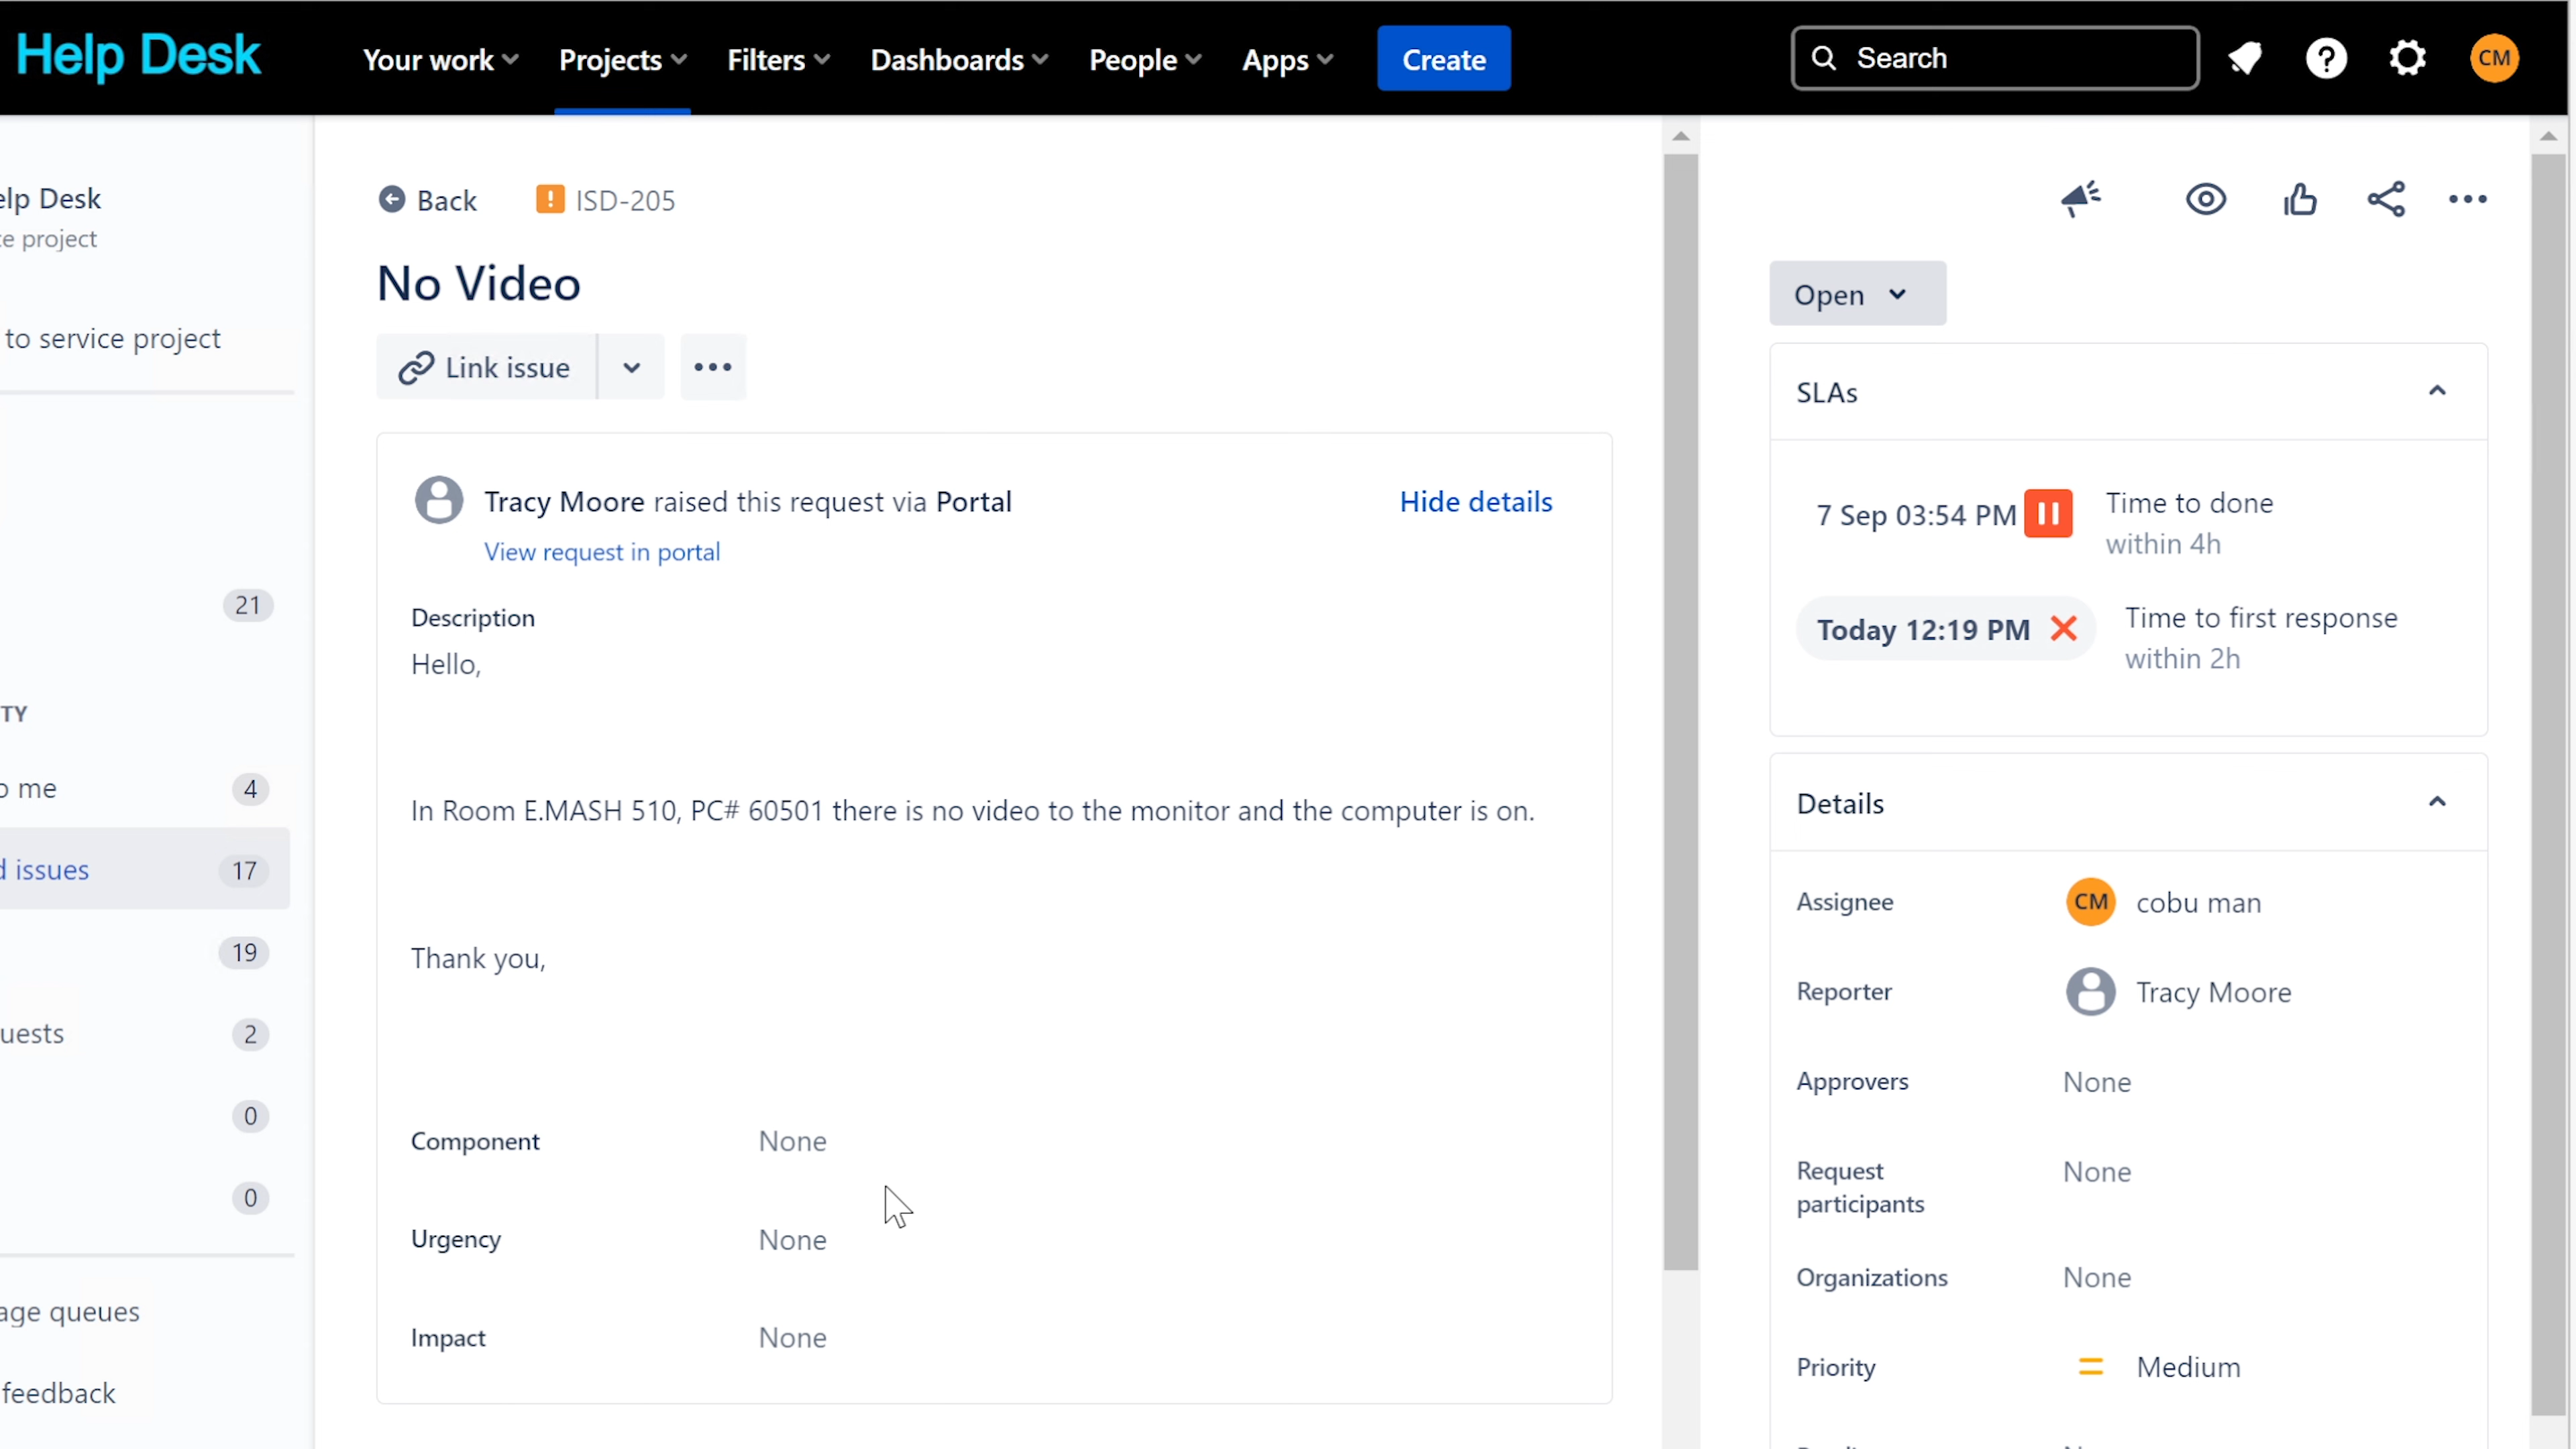 Help Desk
Your work Projects Filters Dashboards People Apps Create Search CM
elp Desk
ce project
to service project
21
TY
o me 4
d issues 17
19
uests 2
0
0
age queues
feedback
Back ISD-205
No Video
Link issue
Tracy Moore raised this request via Portal Hide details
View request in portal
Description
Hello,
In Room E.MASH 510, PC# 60501 there is no video to the monitor and the computer is on.
Thank you,
Component None
Urgency None
Impact None
Open
SLAs
7 Sep 03:54 PM Time to done
within 4h
Today 12:19 PM Time to first response
within 2h
Details
Assignee CM cobu man
Reporter Tracy Moore
Approvers None
Request None
participants
Organizations None
Priority Medium